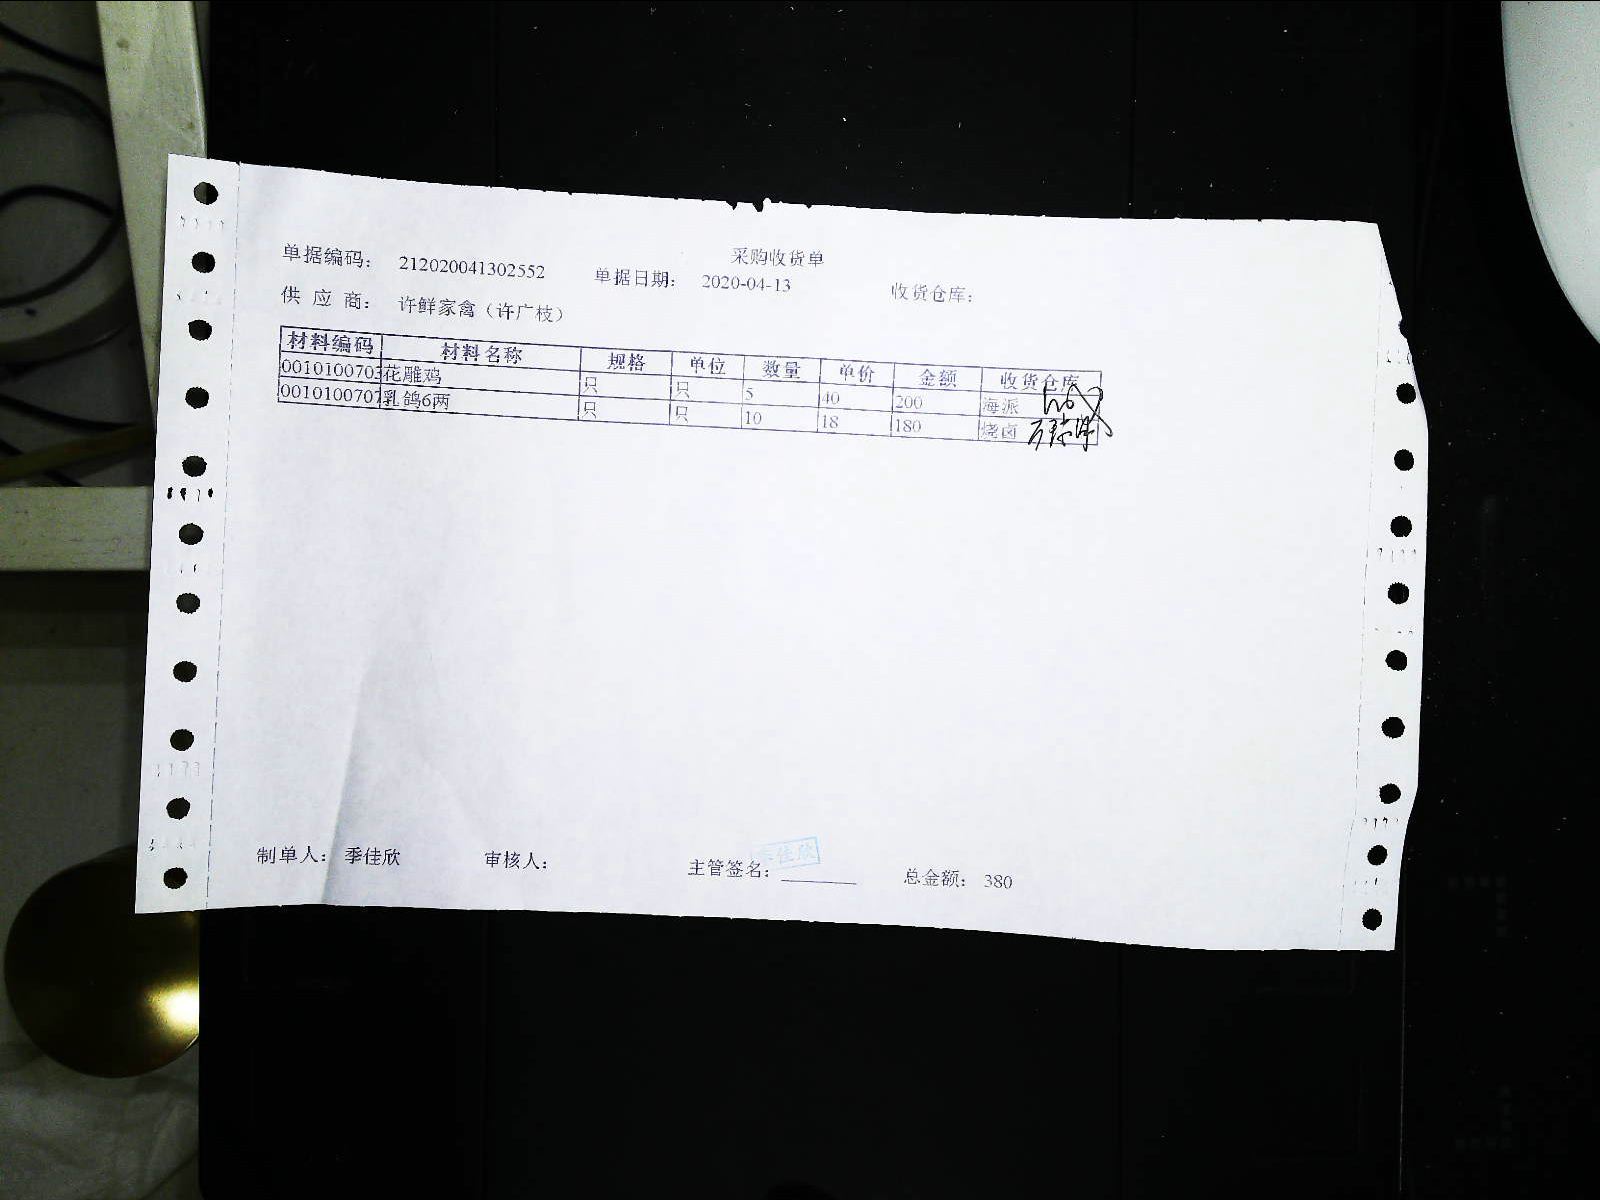 采购收货单
单据编码： 212020041302552 单据日期： 2020-04-13 收货仓库：
供 应 商： 许鲜家禽（许广枝）
材料编码 材料名称 规格 单位 数量 单价 金额 收货仓库
0010100703 花雕鸡 只 只 5 40 200 海派
0010100707 乳鸽6两 只 只 10 18 180 烧卤
制单人： 季佳欣 审核人： 主管签名： 季佳欣 总金额： 380